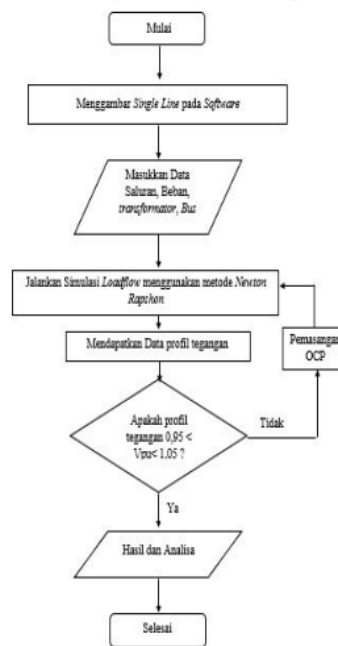 Mulai
Menggambar Single Line pada Software
Masukkan Data
Saluran, Beban,
transformator, Bus
Jalankan Simulasi Loadflow menggunakan metode Newton
Rapshon
Mendapatkan Data profil tegangan
Pemasangan
OCP
Apakah profil
tegangan 0,95 <
Vpu< 1,05 ?
Tidak
Ya
Hasil dan Analisa
Selesai